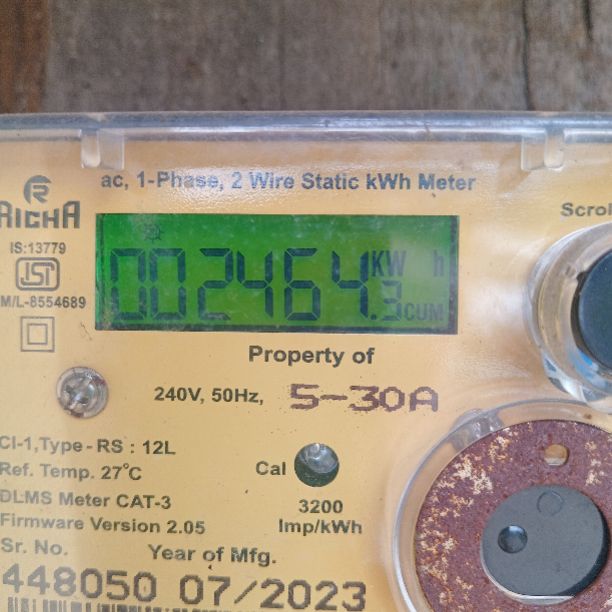 ac, 1-Phase, 2 Wire Static kWh Meter
RICHA
Scrol
IS:13779
ISI
M/L-8554689
002464.3 KW h CUM
Property of
240V, 50Hz, 5-30A
Cl-1,Type-RS : 12L
Ref. Temp. 27°C
Cal
DLMS Meter CAT-3
3200
Imp/kWh
Firmware Version 2.05
Sr. No. Year of Mfg.
448050 07/2023